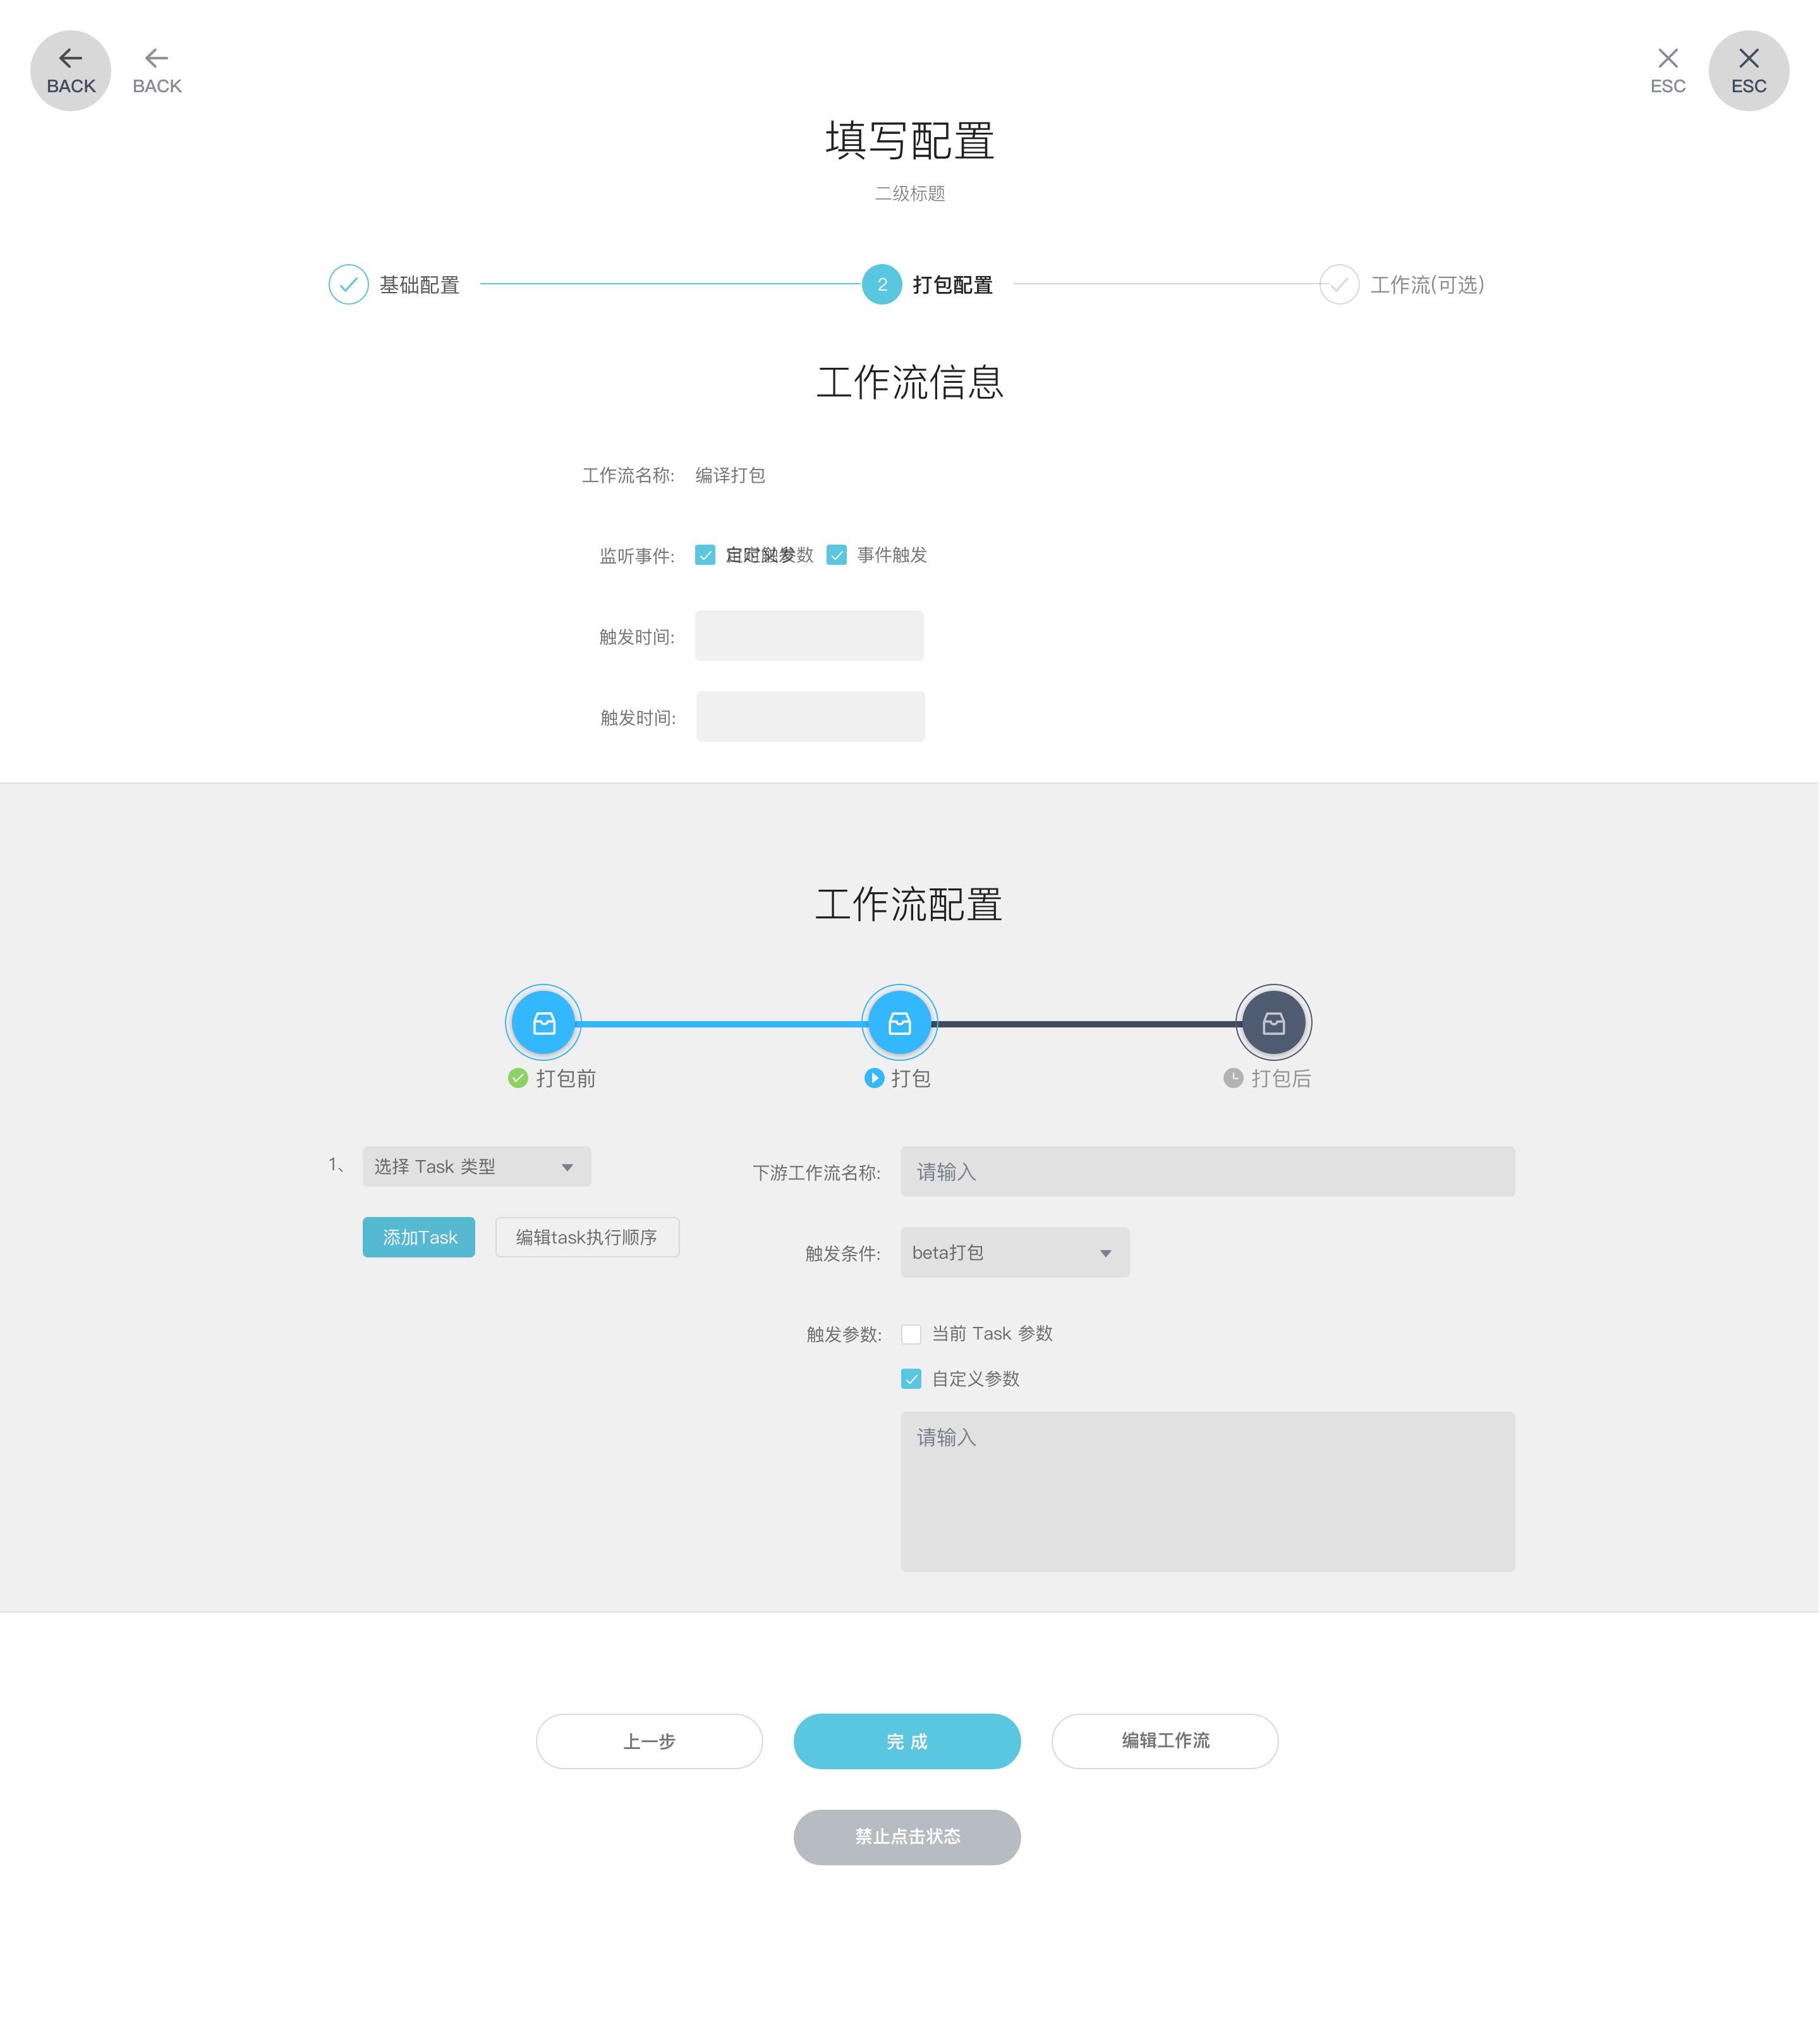 BACK
BACK
ESC
ESC
填写配置
二级标题
基础配置
2
打包配置
工作流(可选)
工作流信息
工作流名称:
编译打包
监听事件:
事件触发
触发时间:
触发时间:
工作流配置
打包前
打包
打包后
1、
选择 Task 类型
添加Task
编辑task执行顺序
下游工作流名称:
请输入
触发条件:
beta打包
触发参数:
当前 Task 参数
自定义参数
请输入
上一步
完 成
编辑工作流
禁止点击状态